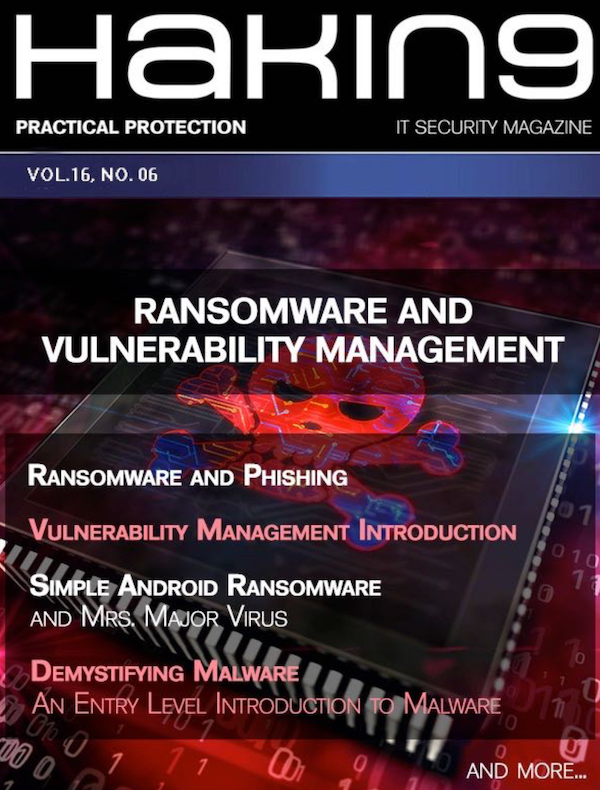 Hakin9
PRACTICAL PROTECTION
IT SECURITY MAGAZINE
VOL.16, NO. 06
RANSOMWARE AND
VULNERABILITY MANAGEMENT
RANSOMWARE AND PHISHING
VULNERABILITY MANAGEMENT INTRODUCTION
SIMPLE ANDROID RANSOMWARE
AND MRS. MAJOR VIRUS
DEMYSTIFYING MALWARE
AN ENTRY LEVEL INTRODUCTION TO MALWARE
AND MORE...